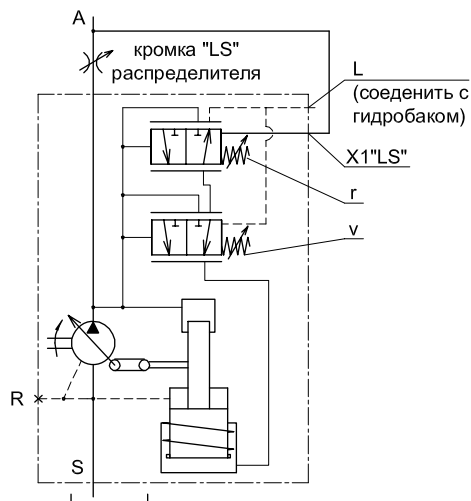 A
кромка "LS"
распределителя
L
(соеденить с
гидробаком)
X1"LS"
r
v
R
S